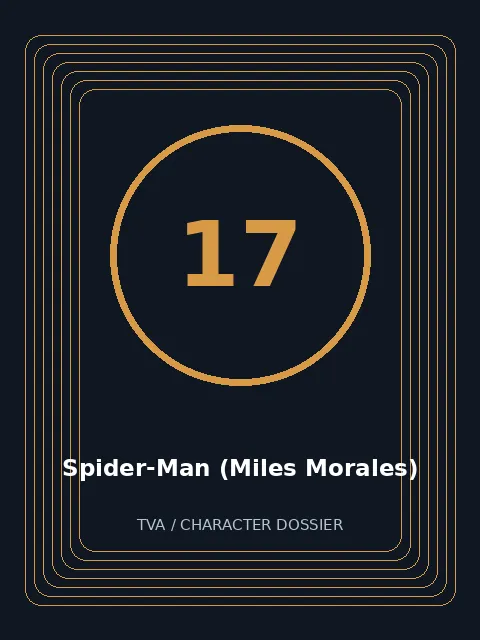 17
Spider-Man (Miles Morales)
TVA / CHARACTER DOSSIER